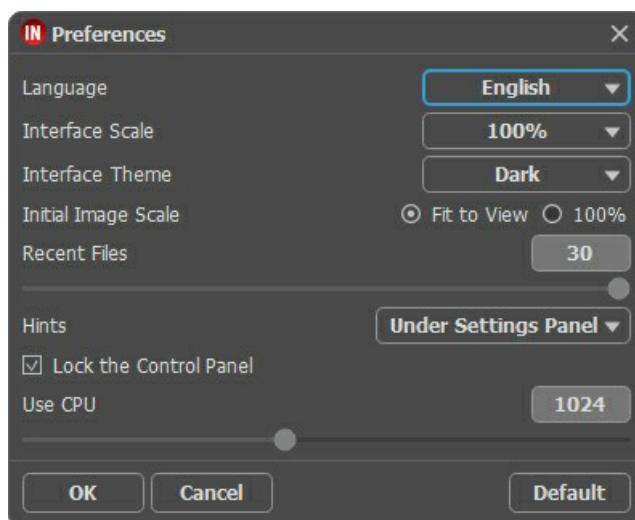 IN Preferences
Language English
Interface Scale 100%
Interface Theme Dark
Initial Image Scale Fit to View 100%
Recent Files 30
Hints Under Settings Panel
Lock the Control Panel
Use CPU 1024
OK Cancel Default